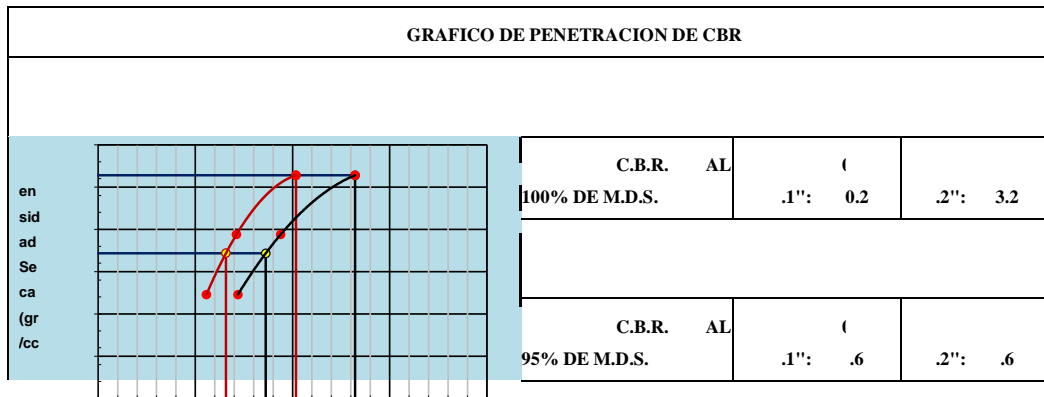 GRAFICO DE PENETRACION DE CBR
en
sid
ad
Se
ca
(gr
/cc
C.B.R. AL
100% DE M.D.S. .1": 0.2 .2": 3.2
C.B.R. AL
95% DE M.D.S. .1": .6 .2": .6